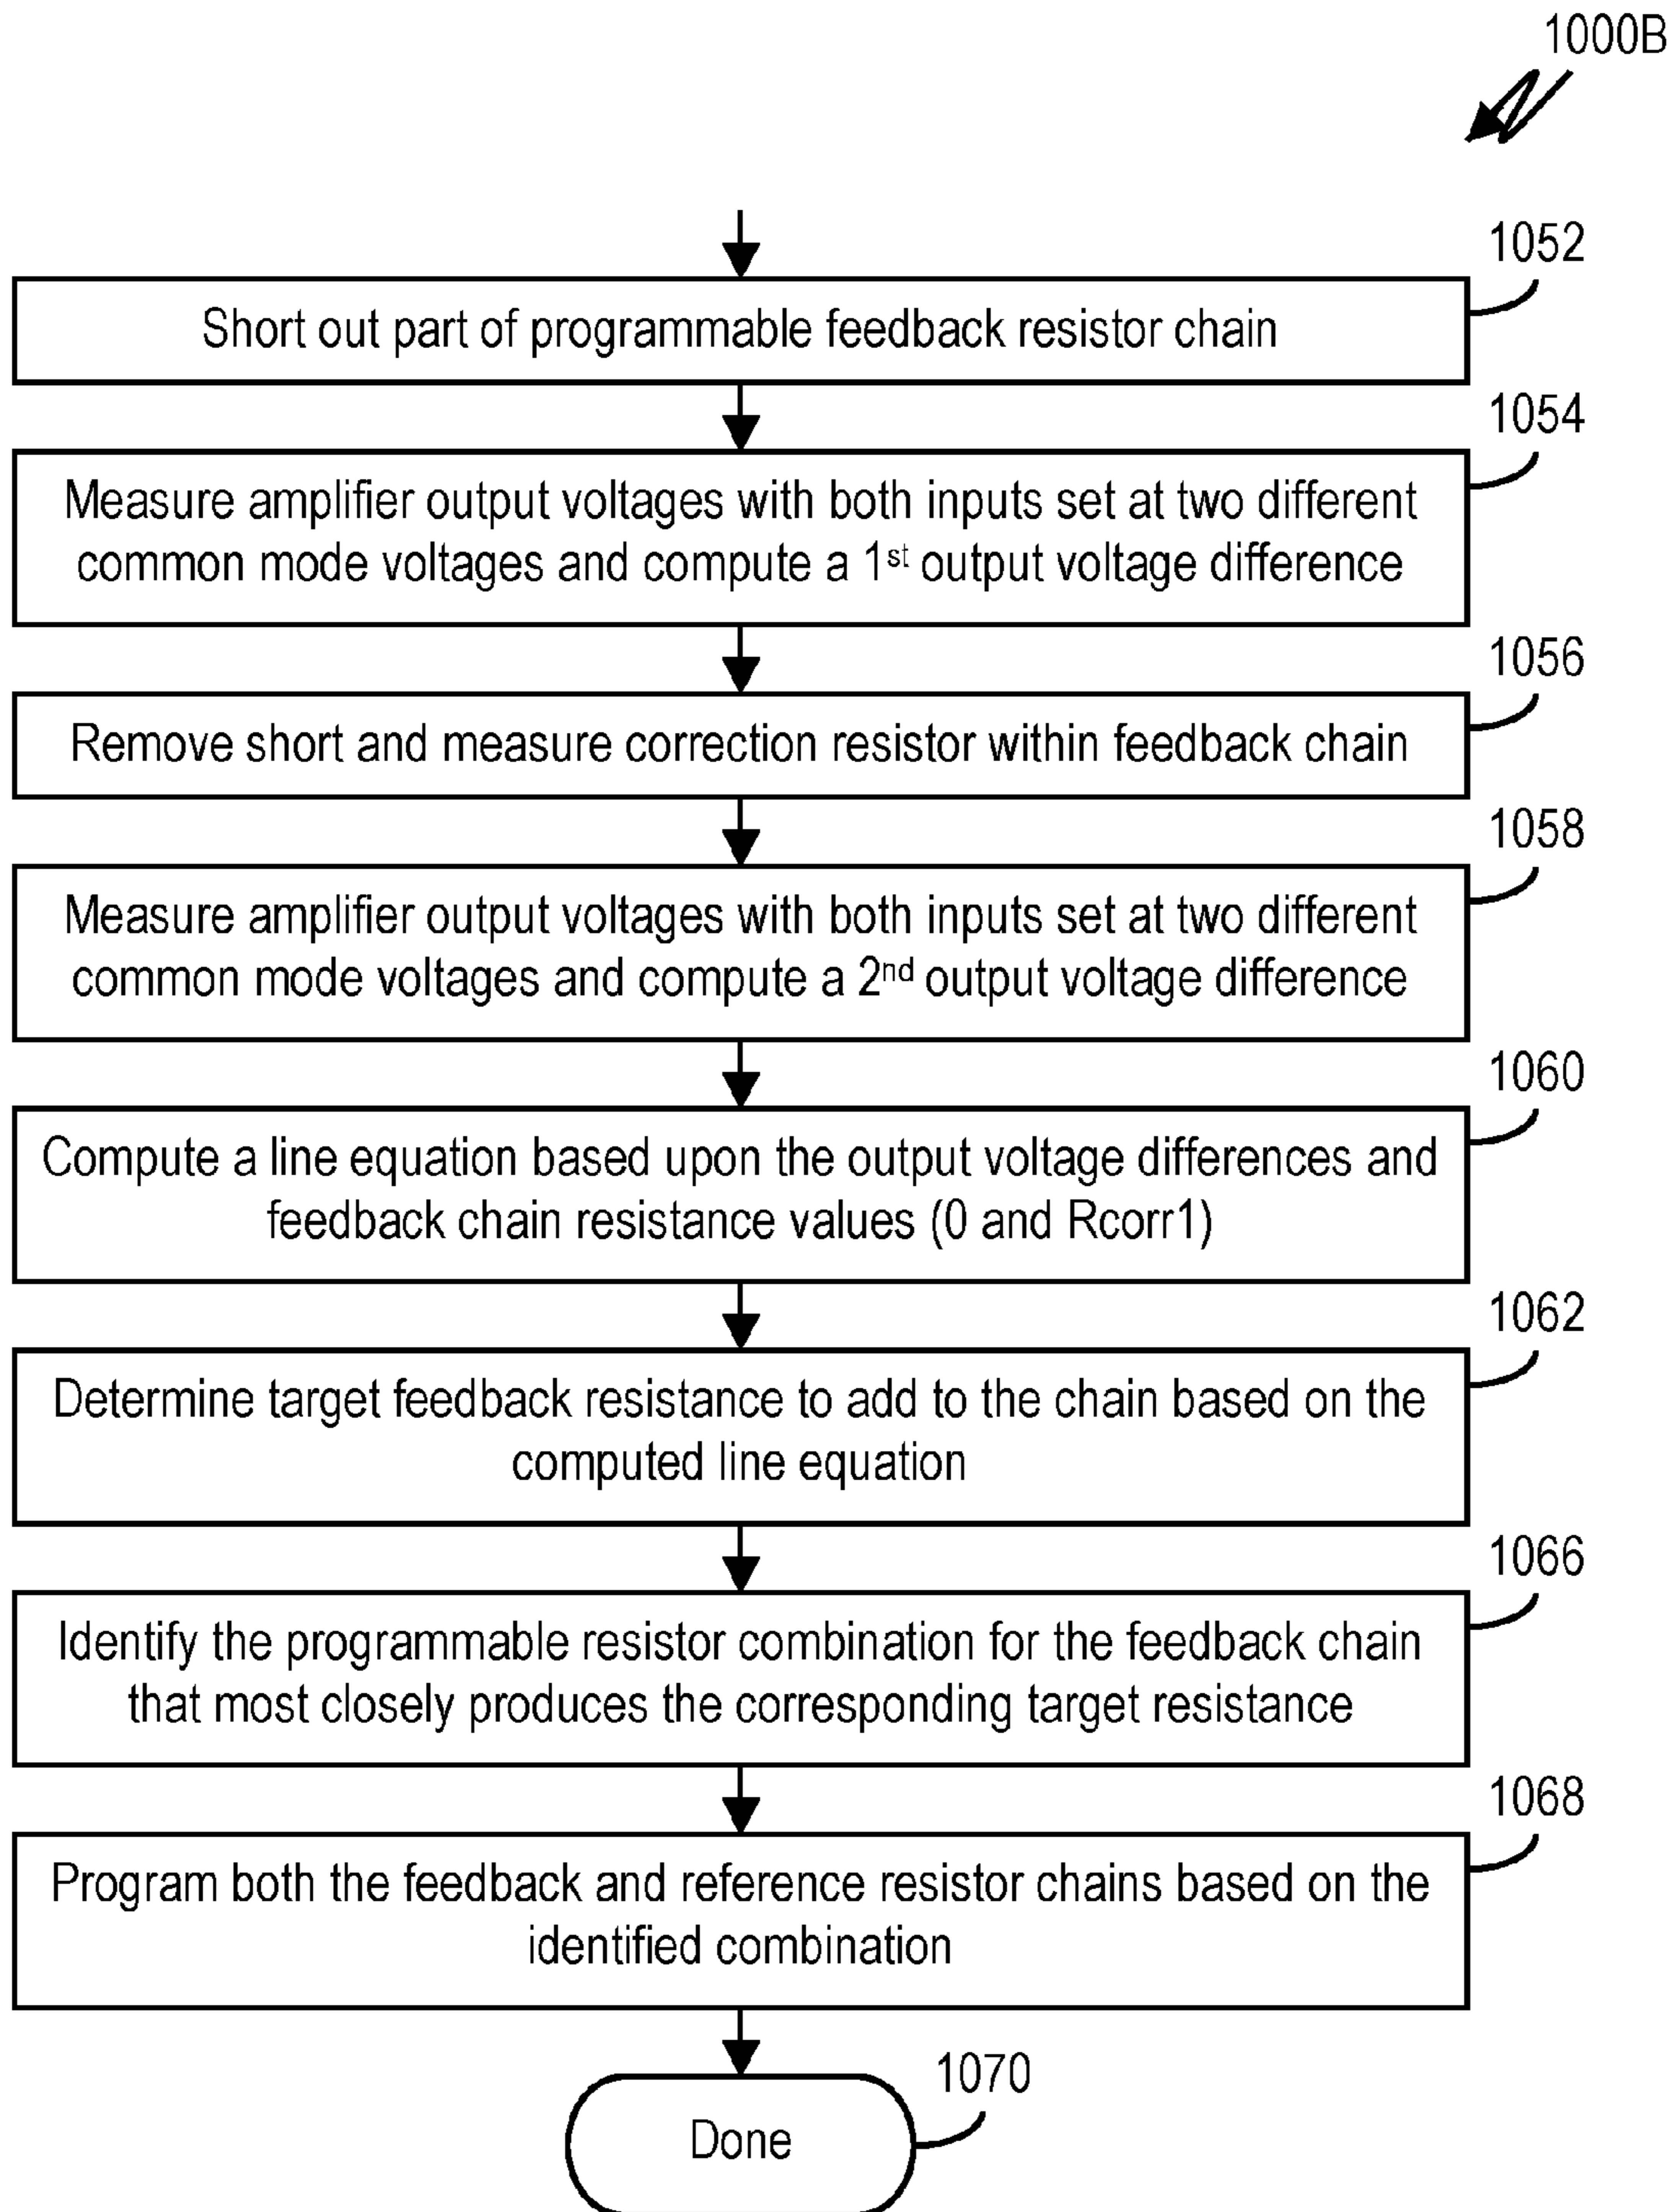 1000B
1052
Short out part of programmable feedback resistor chain
1054
Measure amplifier output voltages with both inputs set at two different
common mode voltages and compute a 1st output voltage difference
1056
Remove short and measure correction resistor within feedback chain
1058
Measure amplifier output voltages with both inputs set at two different
common mode voltages and compute a 2nd output voltage difference
1060
Compute a line equation based upon the output voltage differences and
feedback chain resistance values (0 and Rcorr1)
1062
Determine target feedback resistance to add to the chain based on the
computed line equation
1066
Identify the programmable resistor combination for the feedback chain
that most closely produces the corresponding target resistance
1068
Program both the feedback and reference resistor chains based on the
identified combination
1070
Done